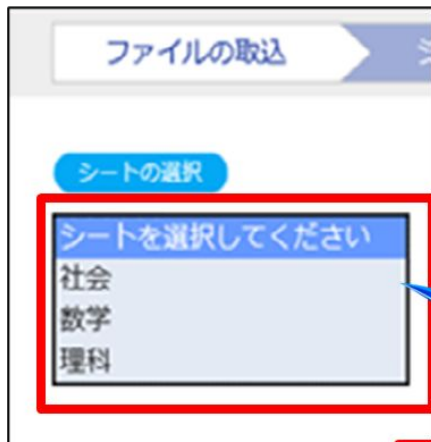 ファイルの取込
シートの選択
シートを選択してください
社会
数学
理科